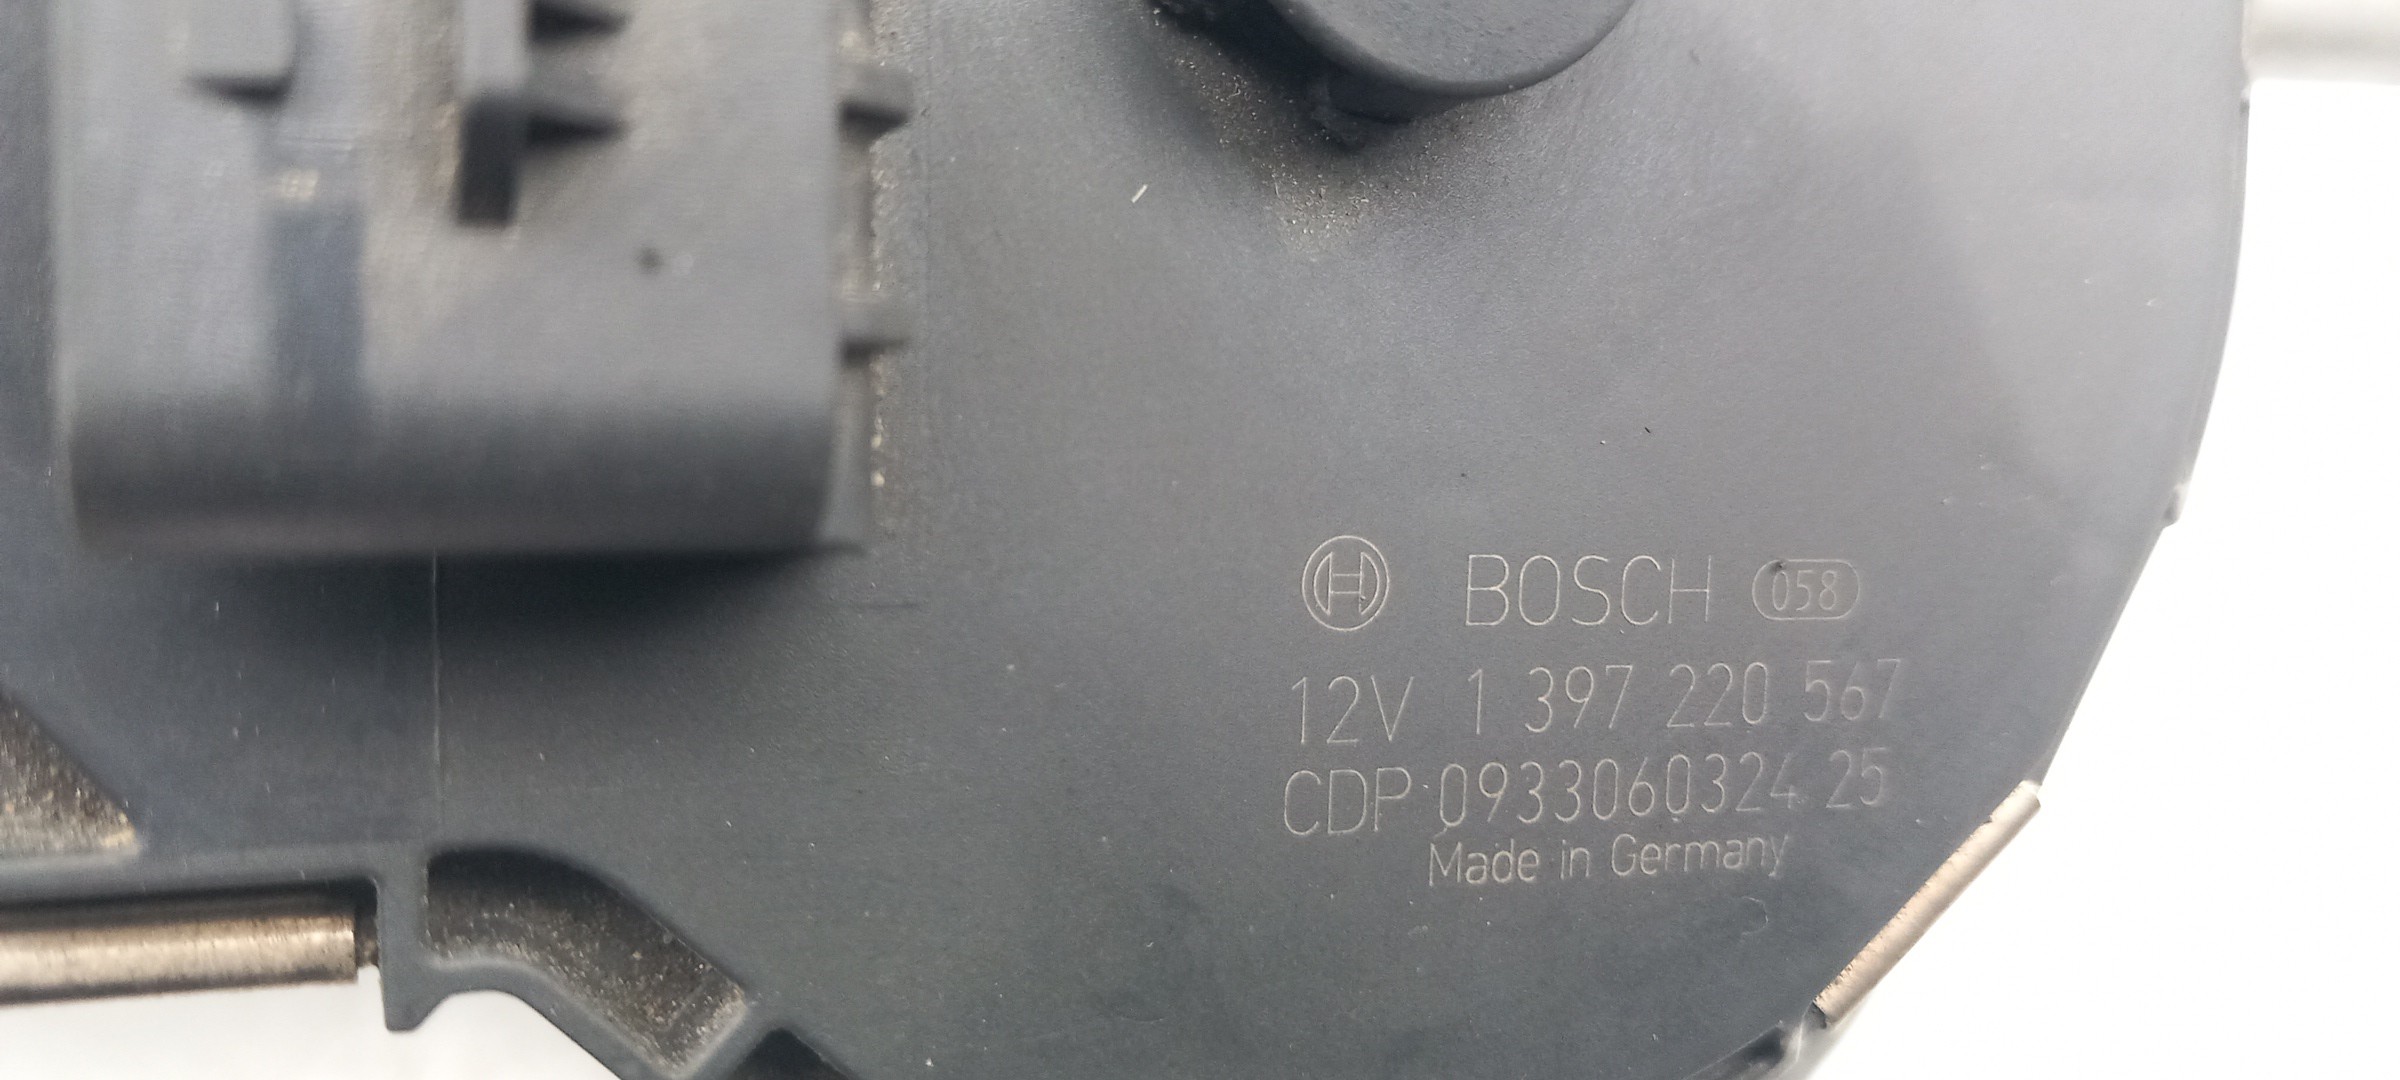 BOSCH 058
12V 1 397 220 567
CDP 0933060324 25
Made in Germany